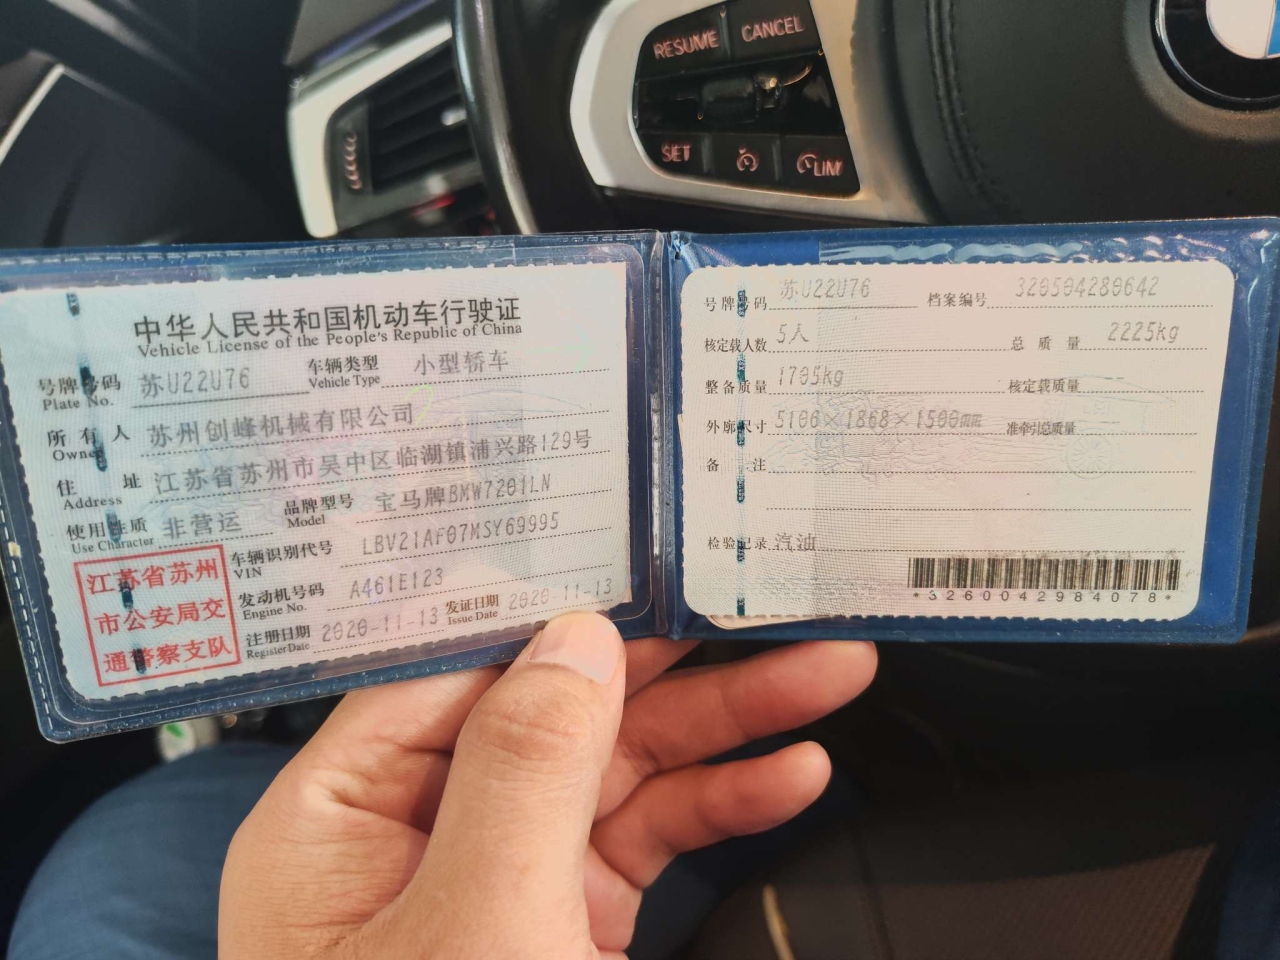 RESUME
CANCEL
SET
LIM
中华人民共和国机动车行驶证
Vehicle License of the People's Republic of China
号牌号码 苏U22U76 车辆类型 小型轿车
Plate No. Vehicle Type
所有人 苏州创峰机械有限公司
Owner
住址 江苏省苏州市吴中区临湖镇浦兴路129号
Address
使用性质 非营运 品牌型号 宝马牌BMW7201LN
Use Character Model
车辆识别代号 LBV21AF07MSY69995
VIN
发动机号码 A461E123
Engine No.
注册日期 2020-11-13 发证日期 2020-11-13
Register Date Issue Date
江苏省苏州
市公安局交
通警察支队
号牌号码 苏U22U76 档案编号 320504280642
核定载人数 5人 总质量 2225kg
整备质量 1705kg 核定载质量
外廓尺寸 5106×1868×1500mm 准牵引总质量
备注
检验记录 汽油
*3260042984078*